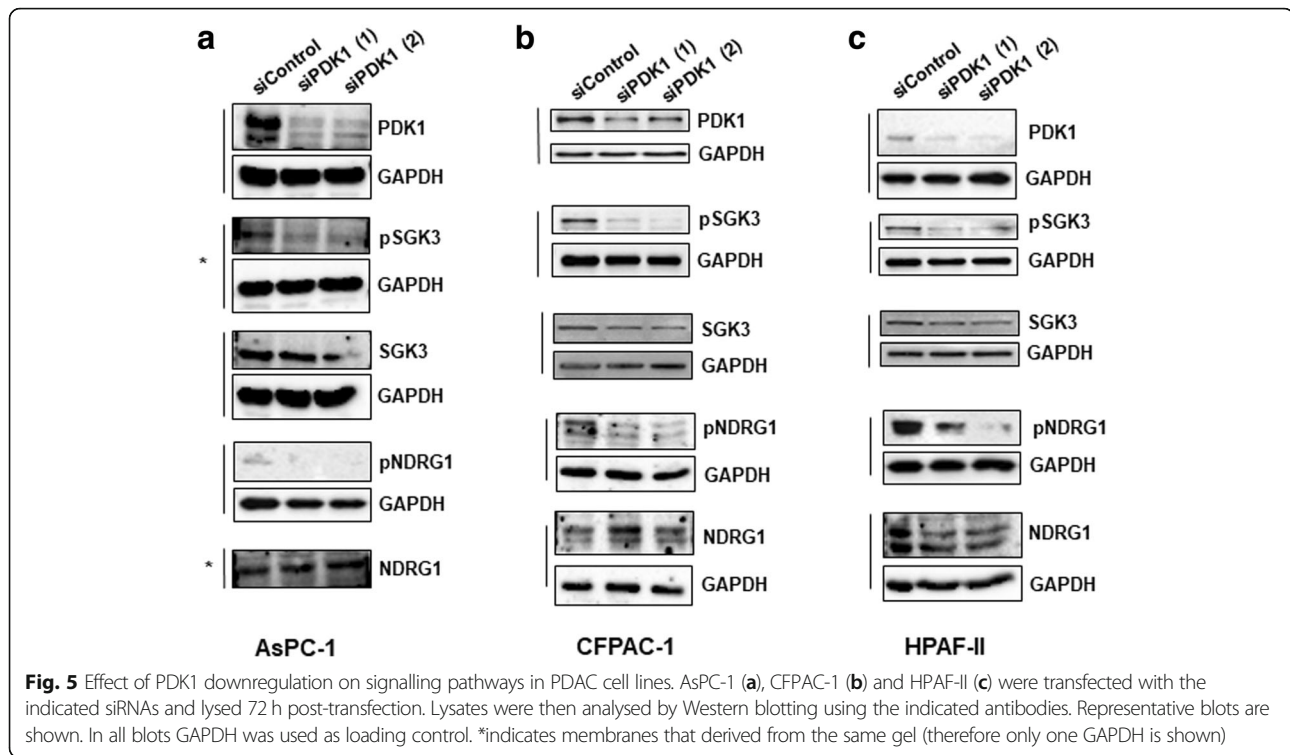 a
siControl
siPDK1 (1)
siPDK1 (2)
PDK1
GAPDH
pSGK3
*
GAPDH
SGK3
GAPDH
pNDRG1
GAPDH
*
NDRG1
AsPC-1
b
siControl
siPDK1 (1)
siPDK1 (2)
PDK1
GAPDH
pSGK3
GAPDH
SGK3
GAPDH
pNDRG1
GAPDH
NDRG1
GAPDH
CFPAC-1
c
siControl
siPDK1 (1)
siPDK1 (2)
PDK1
GAPDH
pSGK3
GAPDH
SGK3
GAPDH
pNDRG1
GAPDH
NDRG1
GAPDH
HPAF-II
Fig. 5 Effect of PDK1 downregulation on signalling pathways in PDAC cell lines. AsPC-1 (a), CFPAC-1 (b) and HPAF-II (c) were transfected with the
indicated siRNAs and lysed 72 h post-transfection. Lysates were then analysed by Western blotting using the indicated antibodies. Representative blots are
shown. In all blots GAPDH was used as loading control. *indicates membranes that derived from the same gel (therefore only one GAPDH is shown)